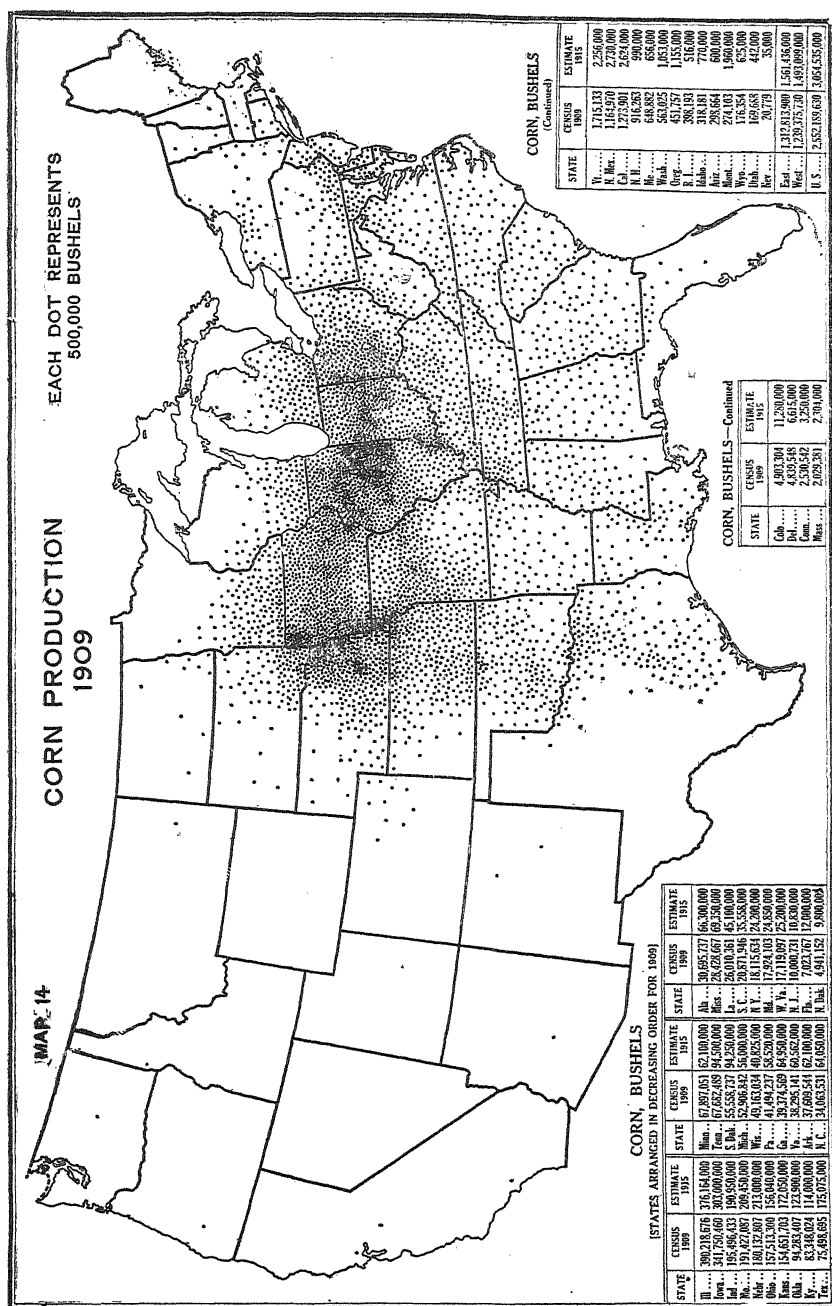 MAR 14
CORN PRODUCTION
1909
EACH DOT REPRESENTS
500,000 BUSHELS
CORN, BUSHELS
[STATES ARRANGED IN DECREASING ORDER FOR 1909]
STATE CENSUS 1909 ESTIMATE 1915 STATE CENSUS 1909 ESTIMATE 1915 STATE CENSUS 1909 ESTIMATE 1915
Ill.... 390,218,676 376,164,000 Minn.. 67,897,051 62,100,000 Ala... 30,695,737 66,300,000
Iowa.. 341,750,460 303,000,000 Tenn.. 67,682,489 94,500,000 Miss... 28,428,667 69,350,000
Ind... 195,496,433 190,950,000 S. Dak. 55,558,737 94,250,000 La.... 26,010,361 45,100,000
Mo.... 191,427,087 209,450,000 Mich.. 52,906,842 56,000,000 S. C... 20,871,946 35,558,000
Nebr.. 180,132,807 213,000,000 Wis... 49,163,034 40,825,000 N. Y... 18,115,634 24,200,000
Ohio.. 157,513,300 156,040,000 Pa.... 41,494,237 58,520,000 Md.... 17,924,103 24,850,000
Kans.. 154,651,703 172,050,000 Ga.... 39,374,569 64,950,000 W. Va.. 17,119,097 25,200,000
Okla.. 94,283,407 123,900,000 Va.... 38,295,141 60,562,000 N. J... 10,000,731 10,830,000
Ky.... 83,348,024 114,000,000 Ark... 37,609,544 62,100,000 Fla.... 7,023,767 12,000,000
Tex... 75,498,695 175,075,000 N. C... 34,063,531 64,050,000 N. Dak. 4,941,152 9,800,000
CORN, BUSHELS—Continued
STATE CENSUS 1909 ESTIMATE 1915
Colo.... 4,903,304 11,280,000
Del..... 4,839,548 6,615,000
Conn.... 2,530,542 3,250,000
Mass.... 2,029,381 2,304,000
CORN, BUSHELS
(Continued)
STATE CENSUS 1909 ESTIMATE 1915
Vt..... 1,715,133 2,256,000
N. Mex.. 1,164,970 2,730,000
Cal..... 1,273,901 2,624,000
N. H.... 916,263 990,000
Me..... 648,882 656,000
Wash... 563,025 1,053,000
Oreg.... 451,757 1,155,000
R. I..... 398,193 516,000
Idaho... 318,181 770,000
Ariz.... 298,664 600,000
Mont.... 274,103 1,960,000
Wyo.... 176,354 625,000
Utah.... 169,688 442,000
Nev.... 20,779 35,000
East.... 1,312,813,900 1,561,436,000
West... 1,239,375,730 1,493,099,000
U. S.... 2,552,189,630 3,054,535,000